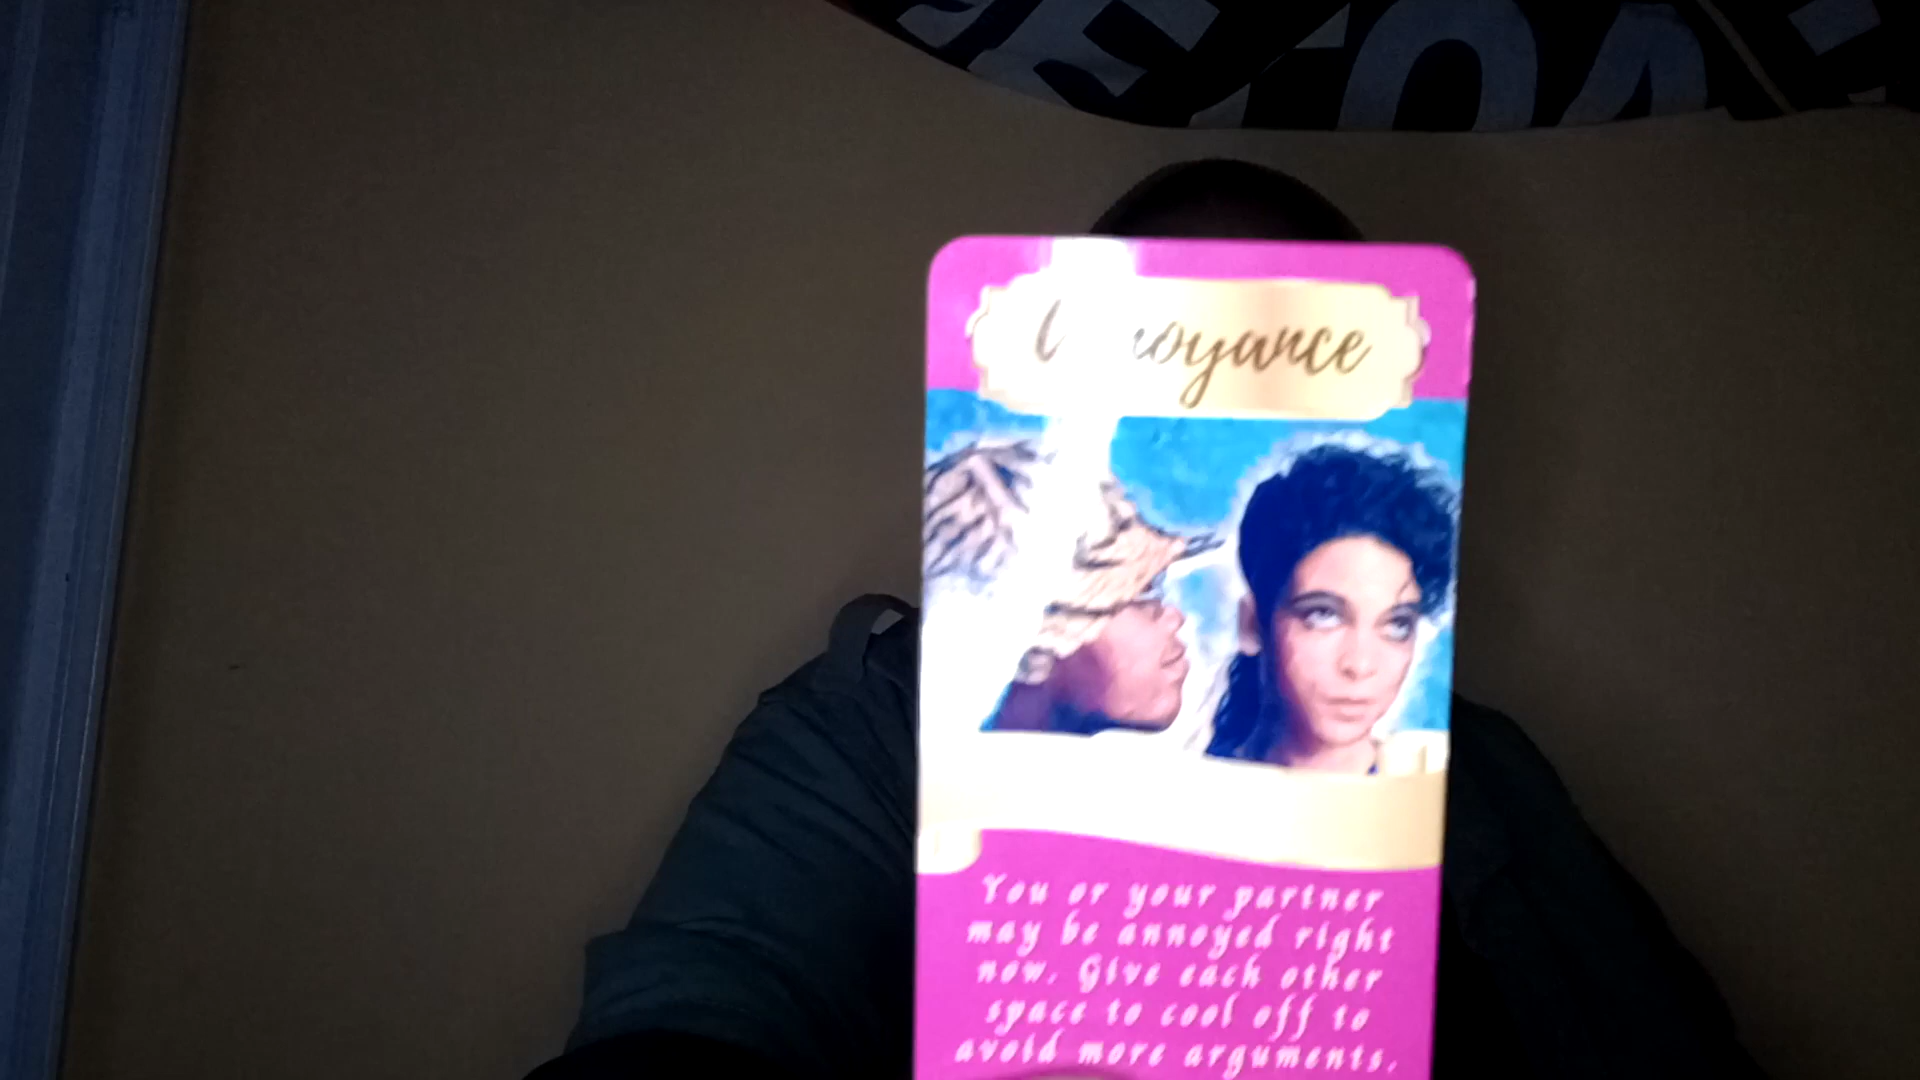 Annoyance
You or your partner
may be annoyed right
now. Give each other
space to cool off to
avoid more arguments.